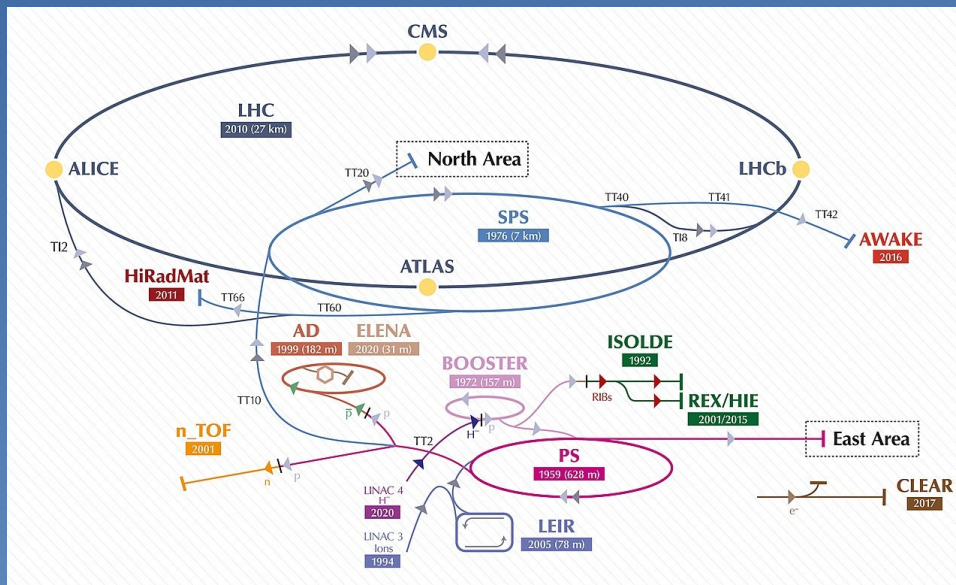 CMS
LHC
2010 (27 km)
North Area
TT20
ALICE
LHCb
TT40
TT41
TT42
SPS
1976 (7 km)
TI8
TI2
AWAKE
2016
ATLAS
HiRadMat
2011
TT66
TT60
AD
1999 (182 m)
ELENA
2020 (31 m)
ISOLDE
1992
BOOSTER
1972 (157 m)
RIBs
REX/HIE
2001/2015
TT10
p̅
p
n_TOF
2001
TT2
H⁻
p
East Area
PS
1959 (628 m)
n
p
LINAC 4
H⁻
2020
CLEAR
2017
e⁻
LINAC 3
Ions
1994
LEIR
2005 (78 m)